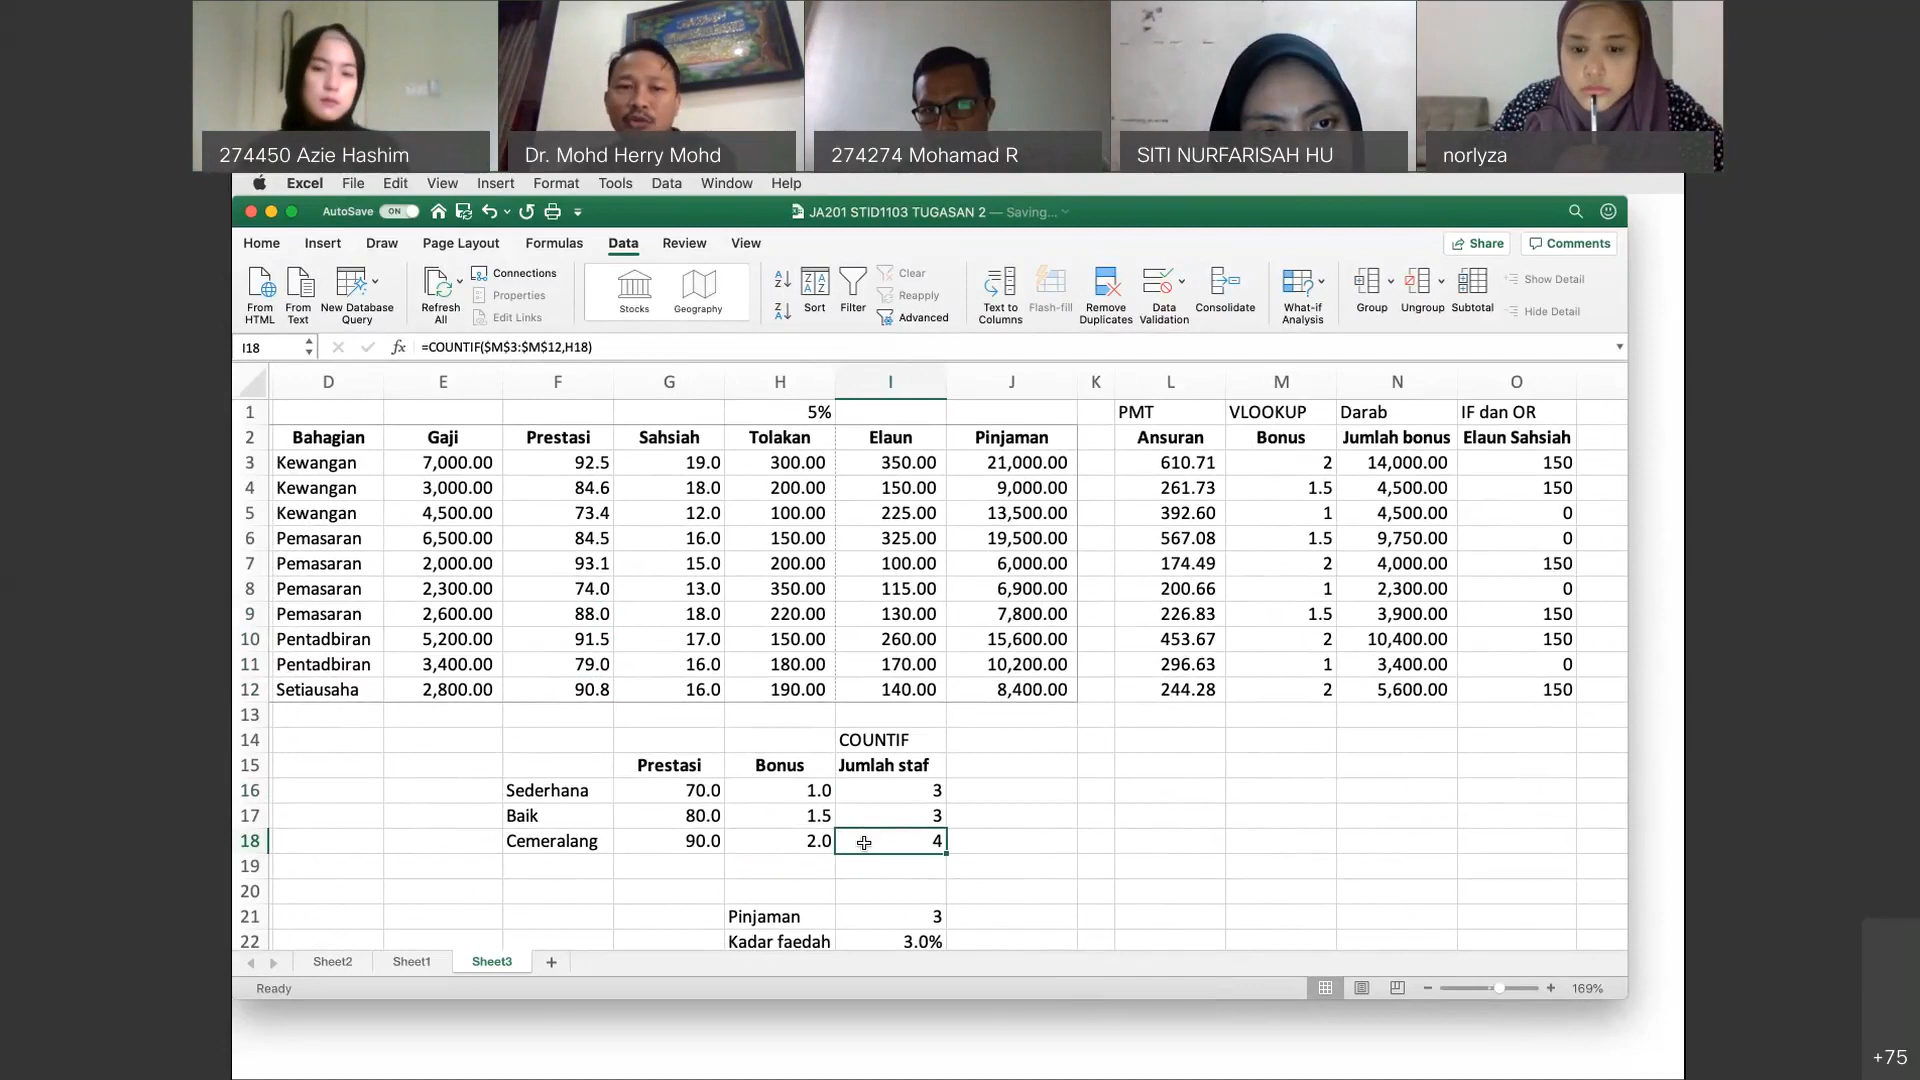 274450 Azie Hashim
Dr. Mohd Herry Mohd
274274 Mohamad R
SITI NURFARISAH HU
norlyza
Excel File Edit View Insert Format Tools Data Window Help
AutoSave ON JA201 STID1103 TUGASAN 2 — Saving...
Home Insert Draw Page Layout Formulas Data Review View Share Comments
From HTML
From Text
New Database Query
Refresh All
Connections
Properties
Edit Links
Stocks
Geography
Sort
Filter
Clear
Reapply
Advanced
Text to Columns
Flash-fill
Remove Duplicates
Data Validation
Consolidate
What-if Analysis
Group
Ungroup
Subtotal
Show Detail
Hide Detail
I18 fx =COUNTIF($M$3:$M$12,H18)
D E F G H I J K L M N O
1 5% PMT VLOOKUP Darab IF dan OR
2 Bahagian Gaji Prestasi Sahsiah Tolakan Elaun Pinjaman Ansuran Bonus Jumlah bonus Elaun Sahsiah
3 Kewangan 7,000.00 92.5 19.0 300.00 350.00 21,000.00 610.71 2 14,000.00 150
4 Kewangan 3,000.00 84.6 18.0 200.00 150.00 9,000.00 261.73 1.5 4,500.00 150
5 Kewangan 4,500.00 73.4 12.0 100.00 225.00 13,500.00 392.60 1 4,500.00 0
6 Pemasaran 6,500.00 84.5 16.0 150.00 325.00 19,500.00 567.08 1.5 9,750.00 0
7 Pemasaran 2,000.00 93.1 15.0 200.00 100.00 6,000.00 174.49 2 4,000.00 150
8 Pemasaran 2,300.00 74.0 13.0 350.00 115.00 6,900.00 200.66 1 2,300.00 0
9 Pemasaran 2,600.00 88.0 18.0 220.00 130.00 7,800.00 226.83 1.5 3,900.00 150
10 Pentadbiran 5,200.00 91.5 17.0 150.00 260.00 15,600.00 453.67 2 10,400.00 150
11 Pentadbiran 3,400.00 79.0 16.0 180.00 170.00 10,200.00 296.63 1 3,400.00 0
12 Setiausaha 2,800.00 90.8 16.0 190.00 140.00 8,400.00 244.28 2 5,600.00 150
13
14 COUNTIF
15 Prestasi Bonus Jumlah staf
16 Sederhana 70.0 1.0 3
17 Baik 80.0 1.5 3
18 Cemeralang 90.0 2.0 4
19
20
21 Pinjaman 3
22 Kadar faedah 3.0%
Sheet2 Sheet1 Sheet3 +
Ready 169%
+75